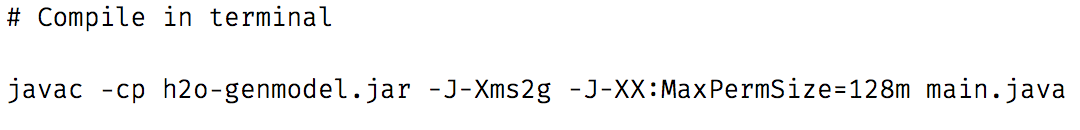 # Compile in terminal
javac -cp h2o-genmodel.jar -J-Xms2g -J-XX:MaxPermSize=128m main.java